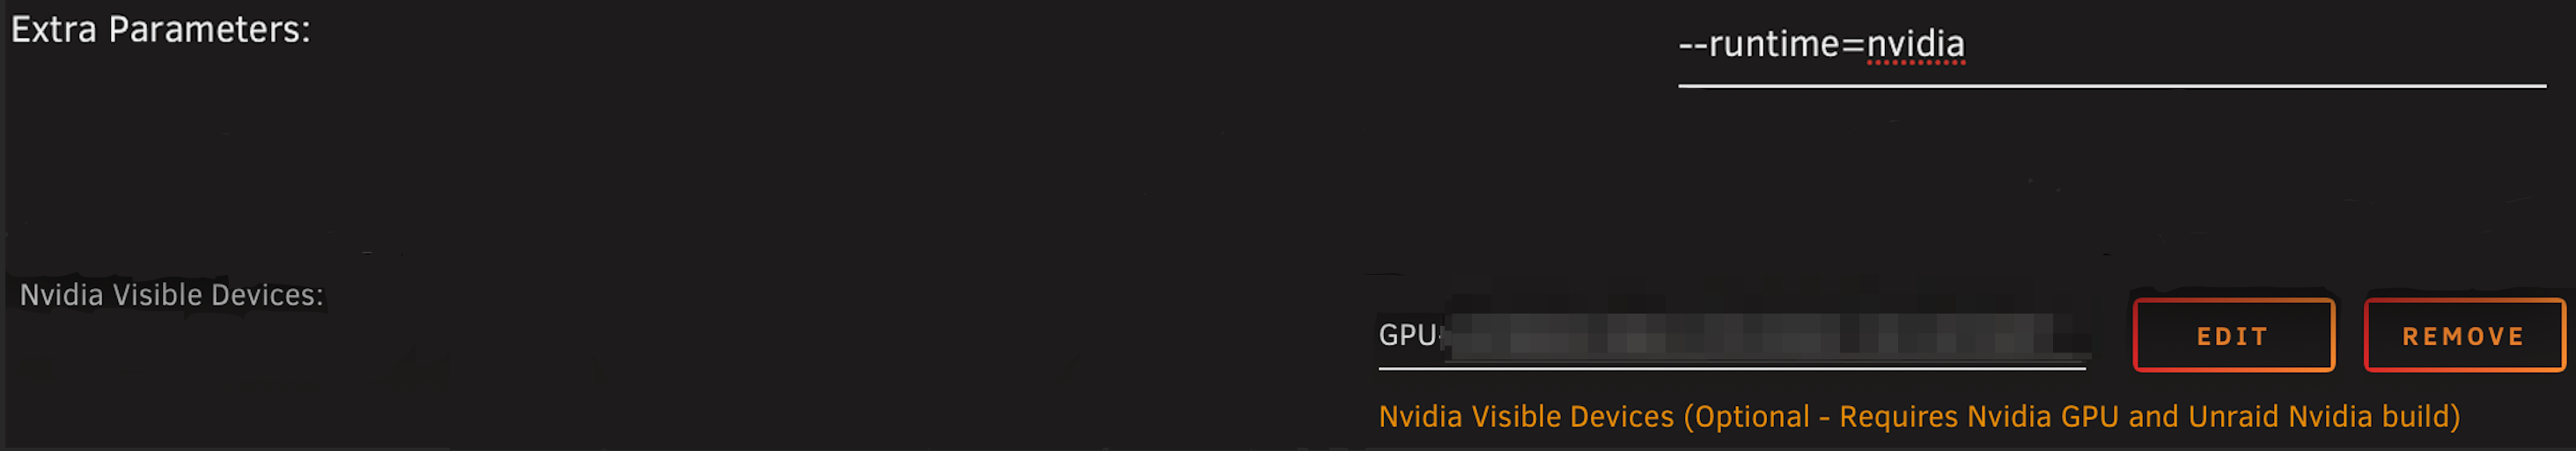 Extra Parameters:
--runtime=nvidia
Nvidia Visible Devices:
GPU-
EDIT
REMOVE
Nvidia Visible Devices (Optional - Requires Nvidia GPU and Unraid Nvidia build)